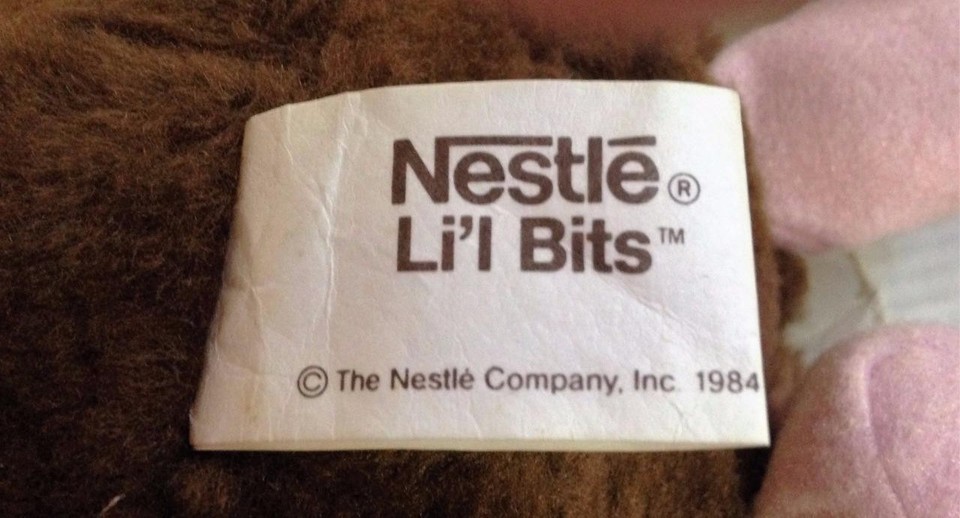 Nestlé®
Li'l Bits™
© The Nestlé Company, Inc. 1984